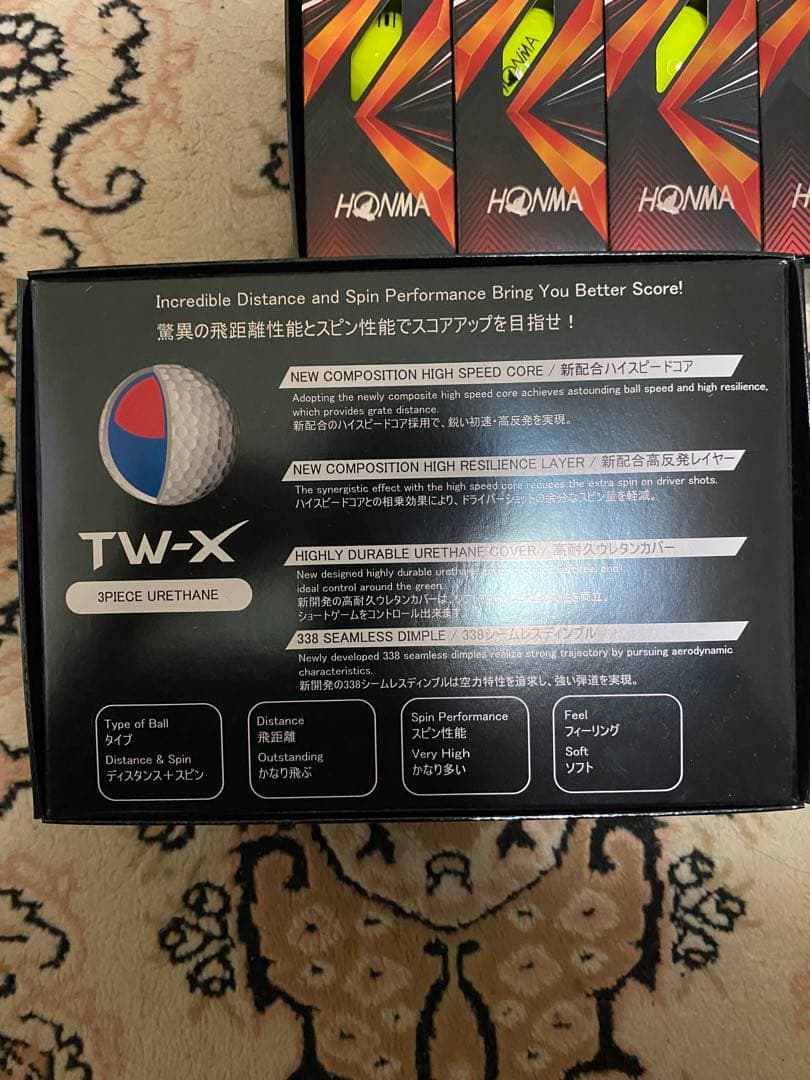 HONMA
HONMA
HONMA
HONMA
Incredible Distance and Spin Performance Bring You Better Score!
驚異の飛距離性能とスピン性能でスコアアップを目指せ！
NEW COMPOSITION HIGH SPEED CORE / 新配合ハイスピードコア
Adopting the newly composite high speed core achieves astounding ball speed and high resilience,
which provides grate distance.
新配合のハイスピードコア採用で、鋭い初速・高反発を実現。
NEW COMPOSITION HIGH RESILIENCE LAYER / 新配合高反発レイヤー
The synergistic effect with the high speed core reduces the extra spin on driver shots.
ハイスピードコアとの相乗効果により、ドライバーショットの余分なスピン量を軽減。
TW-X
3PIECE URETHANE
HIGHLY DURABLE URETHANE COVER / 高耐久ウレタンカバー
New designed highly durable urethane feel and
ideal control around the green
新開発の高耐久ウレタンカバーは、
ショートゲームをコントロール出来ます
338 SEAMLESS DIMPLE / 338シームレスディンプル
Newly developed 338 seamless dimples realize strong trajectory by pursuing aerodynamic
characteristics.
新開発の338シームレスディンプルは空力特性を追求し、強い弾道を実現。
Type of Ball
タイプ
Distance & Spin
ディスタンス＋スピン
Distance
飛距離
Outstanding
かなり飛ぶ
Spin Performance
スピン性能
Very High
かなり多い
Feel
フィーリング
Soft
ソフト